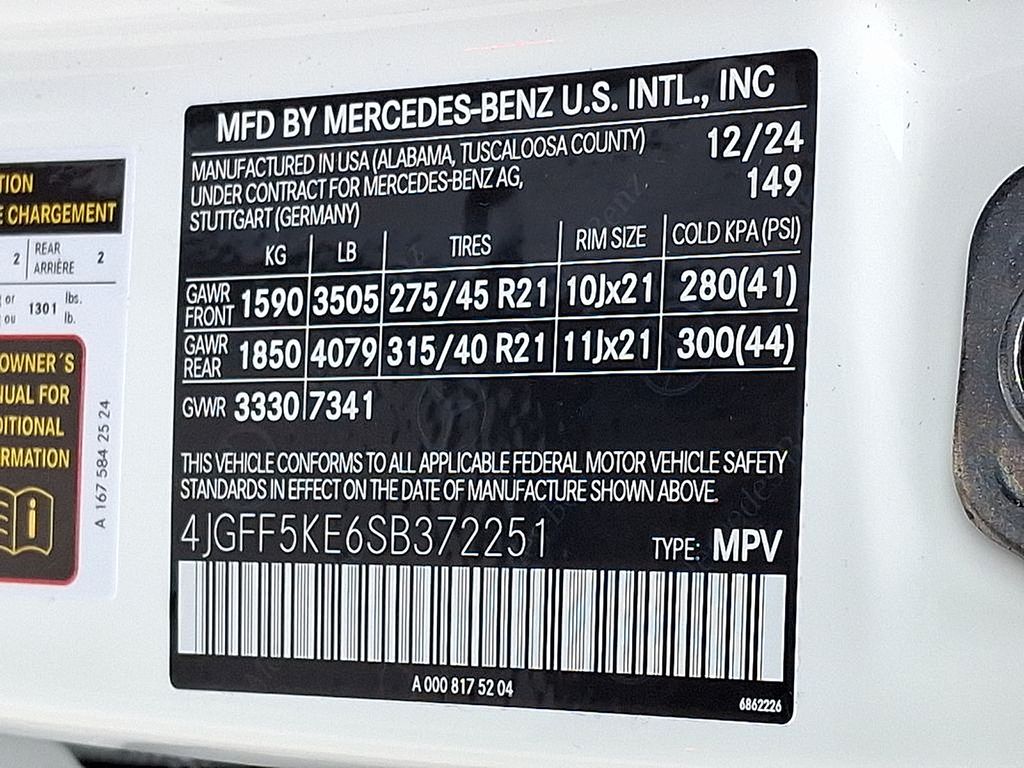 MFD BY MERCEDES-BENZ U.S. INTL., INC
MANUFACTURED IN USA (ALABAMA, TUSCALOOSA COUNTY) 12/24
UNDER CONTRACT FOR MERCEDES-BENZ AG, 149
STUTTGART (GERMANY)
KG LB TIRES RIM SIZE COLD KPA (PSI)
GAWR FRONT 1590 3505 275/45 R21 10Jx21 280(41)
GAWR REAR 1850 4079 315/40 R21 11Jx21 300(44)
GVWR 3330 7341
THIS VEHICLE CONFORMS TO ALL APPLICABLE FEDERAL MOTOR VEHICLE SAFETY
STANDARDS IN EFFECT ON THE DATE OF MANUFACTURE SHOWN ABOVE.
4JGFF5KE6SB372251 TYPE: MPV
A 000 817 52 04
6862226
TION
E CHARGEMENT
2 REAR ARRIÈRE 2
or ou 1301 lbs. lb.
OWNER´S
UAL FOR
DITIONAL
RMATION
A 167 584 25 24